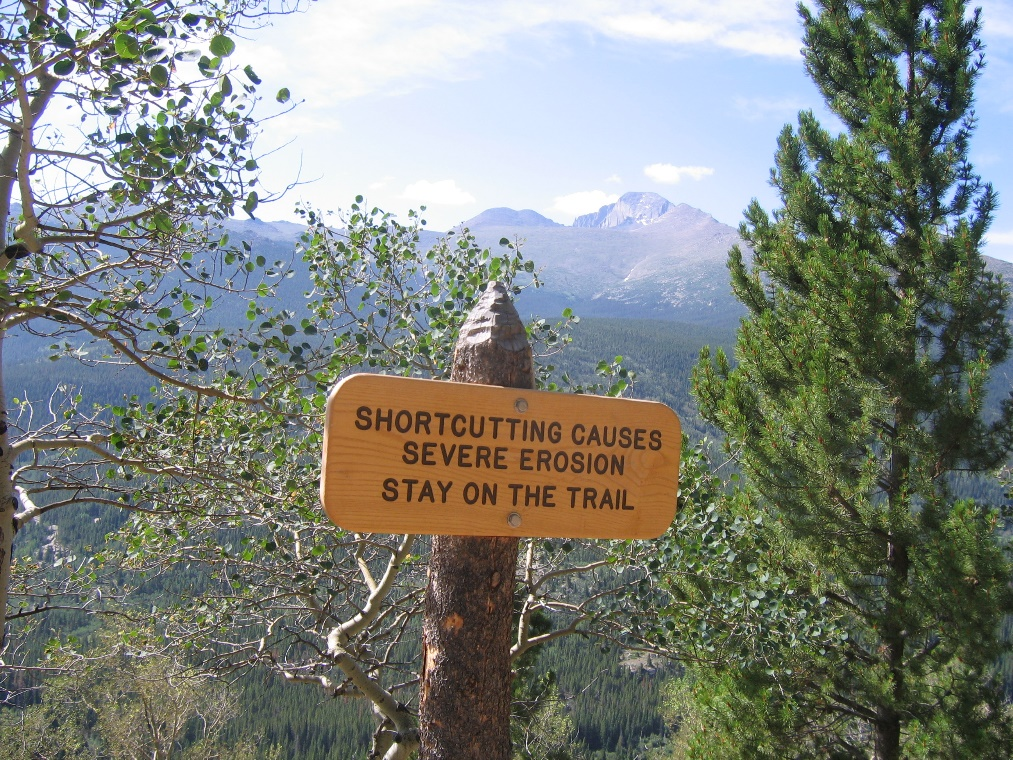 SHORTCUTTING CAUSES
SEVERE EROSION
STAY ON THE TRAIL